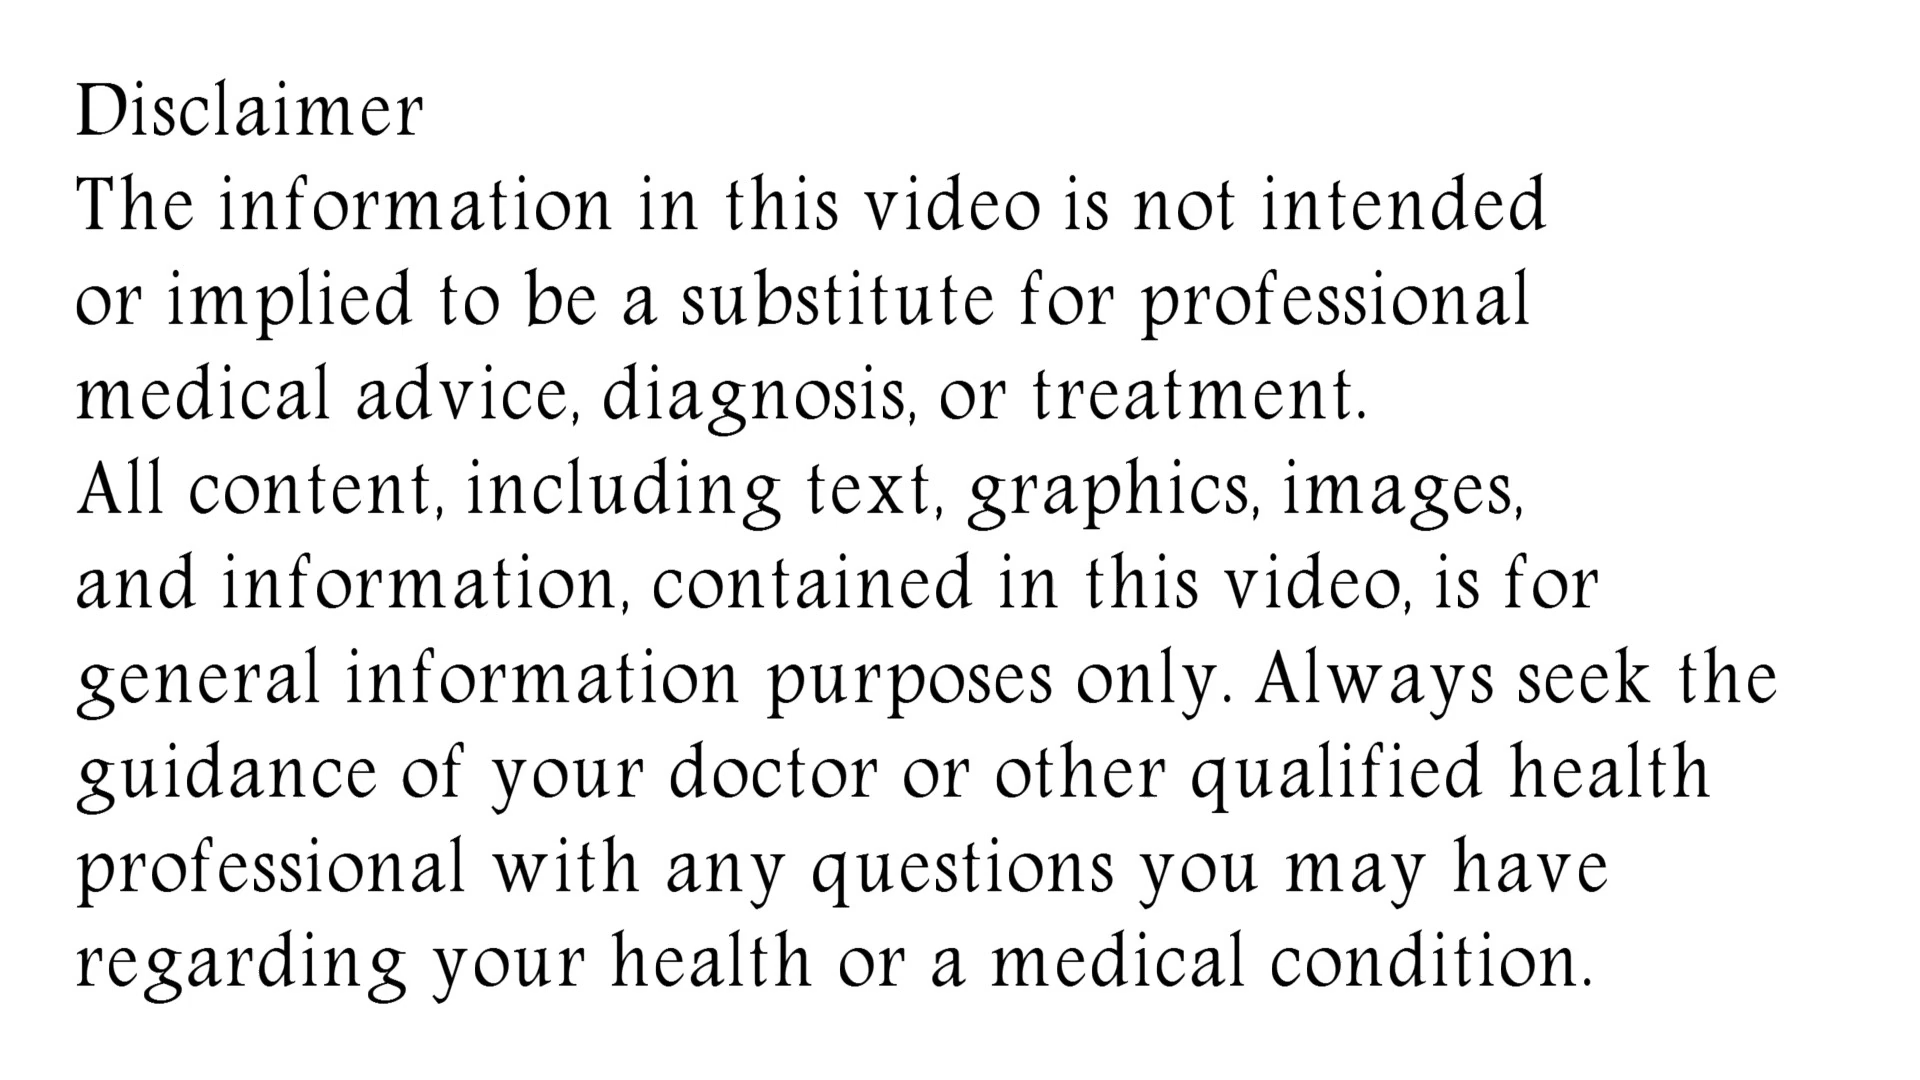 Disclaimer
The information in this video is not intended
or implied to be a substitute for professional
medical advice, diagnosis, or treatment.
All content, including text, graphics, images,
and information, contained in this video, is for
general information purposes only. Always seek the
guidance of your doctor or other qualified health
professional with any questions you may have
regarding your health or a medical condition.